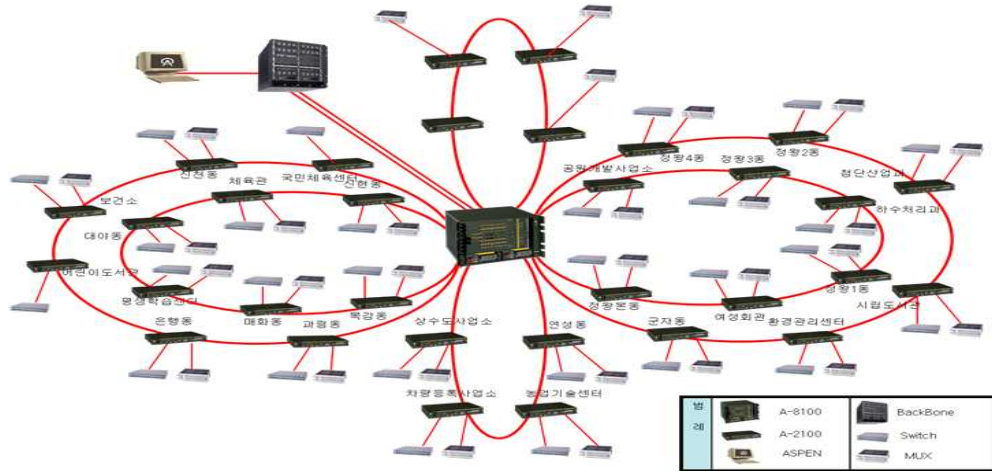 정왕4동
정왕3동
정왕2동
공원개발사업소
첨단산업과
하수처리과
신천동
체육관
국민체육센터
신현동
보건소
대야동
어린이도서관
평생학습센터
은행동
매화동
과림동
목감동
상수도사업소
연성동
정왕본동
군자동
여성회관
환경관리센터
정왕1동
시립도서관
차량등록사업소
농업기술센터
범례
A-8100
BackBone
A-2100
Switch
ASPEN
MUX